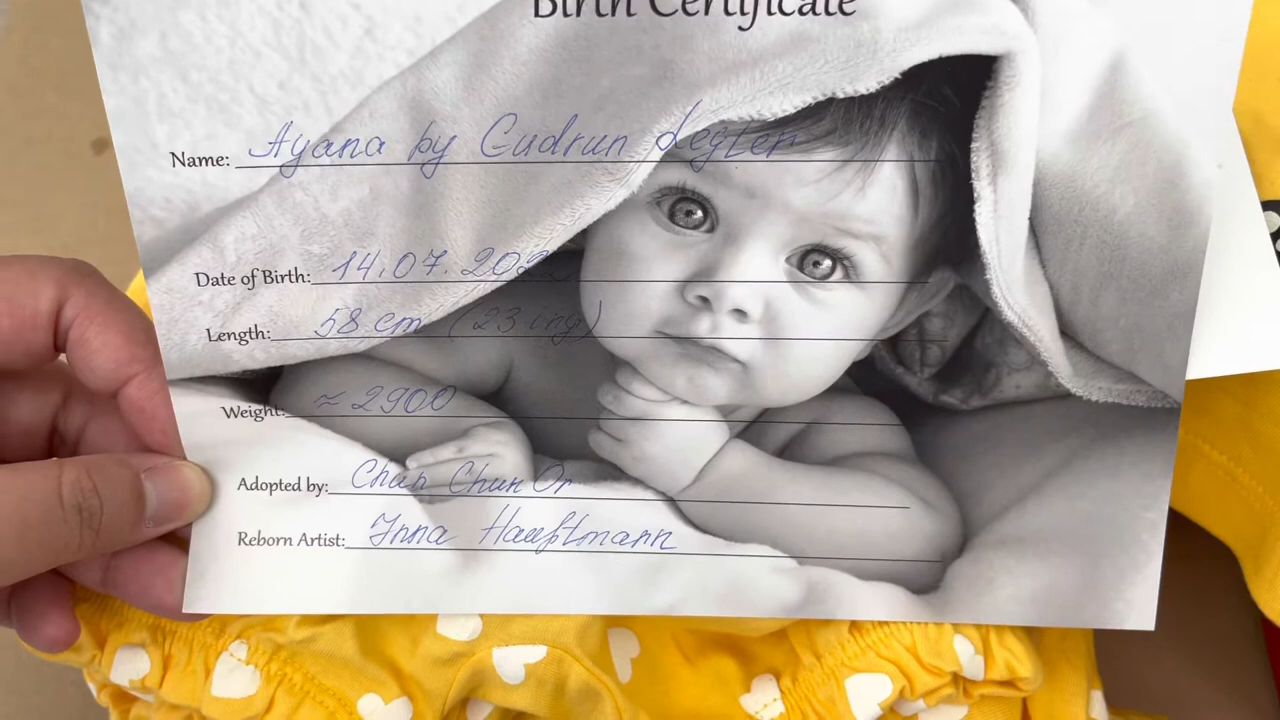 Birth Certificate
Name: Ayana by Gudrun Legler
Date of Birth: 14.07.2022
Length: 58 cm (23 ing)
Weight: ≈ 2900
Adopted by: Chan Chun Or
Reborn Artist: Inna Hauptmann